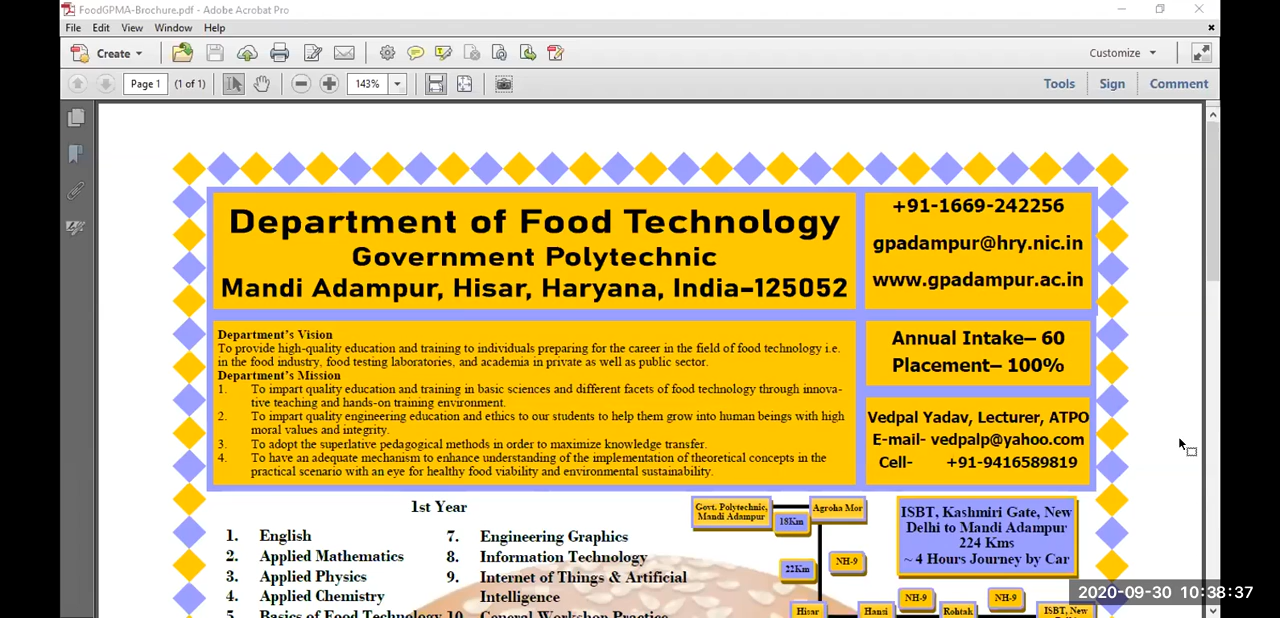 FoodGPMA-Brochure.pdf - Adobe Acrobat Pro
File Edit View Window Help
Create Customize
Page 1 (1 of 1) 143% Tools Sign Comment
Department of Food Technology
Government Polytechnic
Mandi Adampur, Hisar, Haryana, India-125052
+91-1669-242256
gpadampur@hry.nic.in
www.gpadampur.ac.in
Department's Vision
To provide high-quality education and training to individuals preparing for the career in the field of food technology i.e.
in the food industry, food testing laboratories, and academia in private as well as public sector.
Department's Mission
1. To impart quality education and training in basic sciences and different facets of food technology through innova-
tive teaching and hands-on training environment.
2. To impart quality engineering education and ethics to our students to help them grow into human beings with high
moral values and integrity.
3. To adopt the superlative pedagogical methods in order to maximize knowledge transfer.
4. To have an adequate mechanism to enhance understanding of the implementation of theoretical concepts in the
practical scenario with an eye for healthy food viability and environmental sustainability.
Annual Intake– 60
Placement– 100%
Vedpal Yadav, Lecturer, ATPO
E-mail- vedpalp@yahoo.com
Cell- +91-9416589819
1st Year
1. English
2. Applied Mathematics
3. Applied Physics
4. Applied Chemistry
5. Basics of Food Technology
7. Engineering Graphics
8. Information Technology
9. Internet of Things & Artificial
Intelligence
10. General Workshop Practice
Govt. Polytechnic,
Mandi Adampur
18Km
Agroha Mor
22Km
NH-9
Hisar
Hansi
NH-9
Rohtak
NH-9
ISBT, New
ISBT, Kashmiri Gate, New
Delhi to Mandi Adampur
224 Kms
~ 4 Hours Journey by Car
2020-09-30 10:38:37